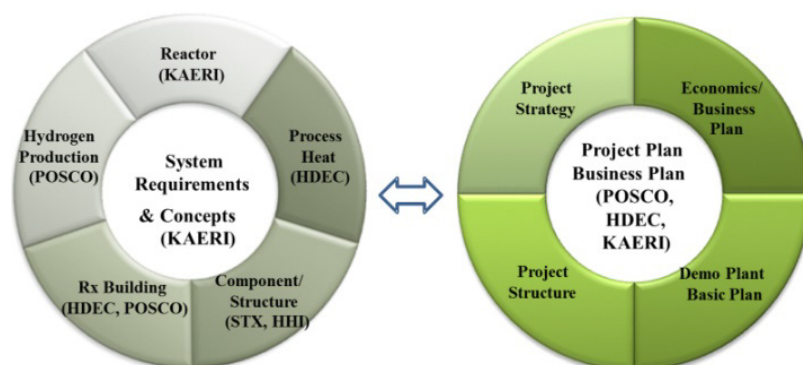 Reactor
(KAERI)
Process
Heat
(HDEC)
Component/
Structure
(STX, HHI)
Rx Building
(HDEC, POSCO)
Hydrogen
Production
(POSCO)
System
Requirements
& Concepts
(KAERI)
Project
Strategy
Economics/
Business
Plan
Demo Plant
Basic Plan
Project
Structure
Project Plan
Business Plan
(POSCO,
HDEC,
KAERI)